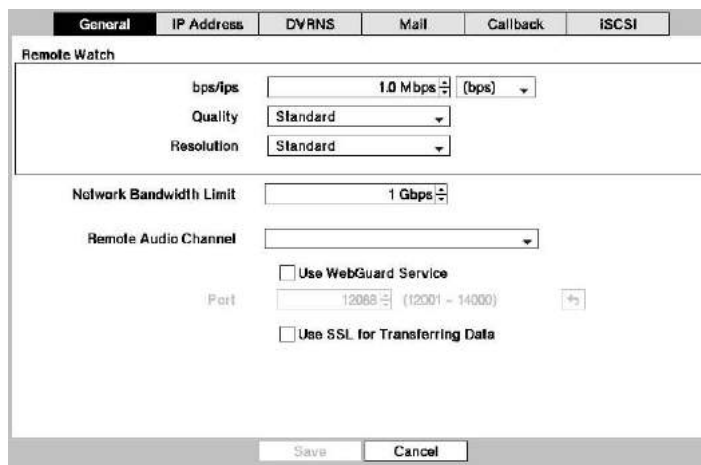 General IP Address DVRNS Mail Callback iSCSI
Remote Watch
bps/ips 1.0 Mbps (bps)
Quality Standard
Resolution Standard
Network Bandwidth Limit 1 Gbps
Remote Audio Channel
Use WebGuard Service
Port 12088 (12001 ~ 14000)
Use SSL for Transferring Data
Save Cancel